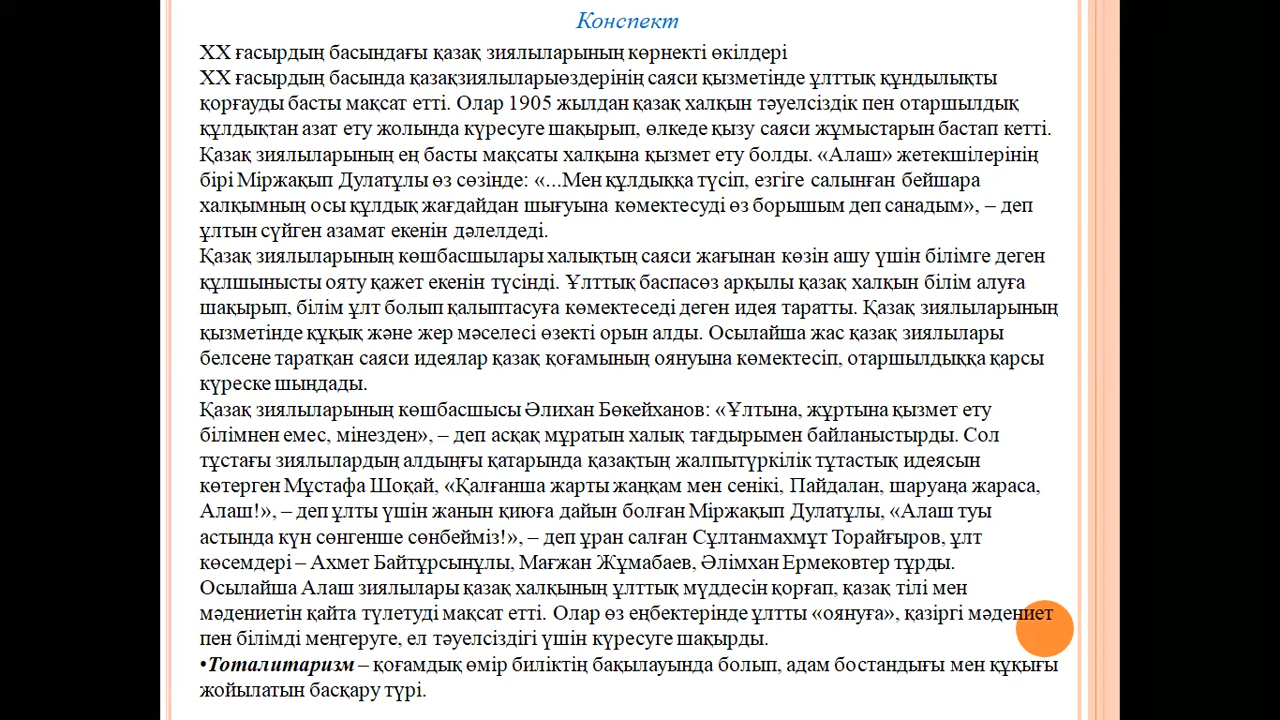 Конспект
ХХ ғасырдың басындағы қазақ зиялыларының көрнекті өкілдері
ХХ ғасырдың басында қазақзиялыларыөздерінің саяси қызметінде ұлттық құндылықты
қорғауды басты мақсат етті. Олар 1905 жылдан қазақ халқын тәуелсіздік пен отаршылдық
құлдықтан азат ету жолында күресуге шақырып, өлкеде қызу саяси жұмыстарын бастап кетті.
Қазақ зиялыларының ең басты мақсаты халқына қызмет ету болды. «Алаш» жетекшілерінің
бірі Міржақып Дулатұлы өз сөзінде: «...Мен құлдыққа түсіп, езгіге салынған бейшара
халқымның осы құлдық жағдайдан шығуына көмектесуді өз борышым деп санадым», – деп
ұлтын сүйген азамат екенін дәлелдеді.
Қазақ зиялыларының көшбасшылары халықтың саяси жағынан көзін ашу үшін білімге деген
құлшынысты ояту қажет екенін түсінді. Ұлттық баспасөз арқылы қазақ халқын білім алуға
шақырып, білім ұлт болып қалыптасуға көмектеседі деген идея таратты. Қазақ зиялыларының
қызметінде құқық және жер мәселесі өзекті орын алды. Осылайша жас қазақ зиялылары
белсене таратқан саяси идеялар қазақ қоғамының оянуына көмектесіп, отаршылдыққа қарсы
күреске шыңдады.
Қазақ зиялыларының көшбасшысы Әлихан Бөкейханов: «Ұлтына, жұртына қызмет ету
білімнен емес, мінезден», – деп асқақ мұратын халық тағдырымен байланыстырды. Сол
тұстағы зиялылардың алдыңғы қатарында қазақтың жалпытүркілік тұтастық идеясын
көтерген Мұстафа Шоқай, «Қалғанша жарты жаңқам мен сенікі, Пайдалан, шаруаңа жараса,
Алаш!», – деп ұлты үшін жанын қиюға дайын болған Міржақып Дулатұлы, «Алаш туы
астында күн сөнгенше сөнбейміз!», – деп ұран салған Сұлтанмахмұт Торайғыров, ұлт
көсемдері – Ахмет Байтұрсынұлы, Мағжан Жұмабаев, Әлімхан Ермековтер тұрды.
Осылайша Алаш зиялылары қазақ халқының ұлттық мүддесін қорғап, қазақ тілі мен
мәдениетін қайта түлетуді мақсат етті. Олар өз еңбектерінде ұлтты «оянуға», қазіргі мәдениет
пен білімді меңгеруге, ел тәуелсіздігі үшін күресуге шақырды.
•Тоталитаризм – қоғамдық өмір биліктің бақылауында болып, адам бостандығы мен құқығы
жойылатын басқару түрі.